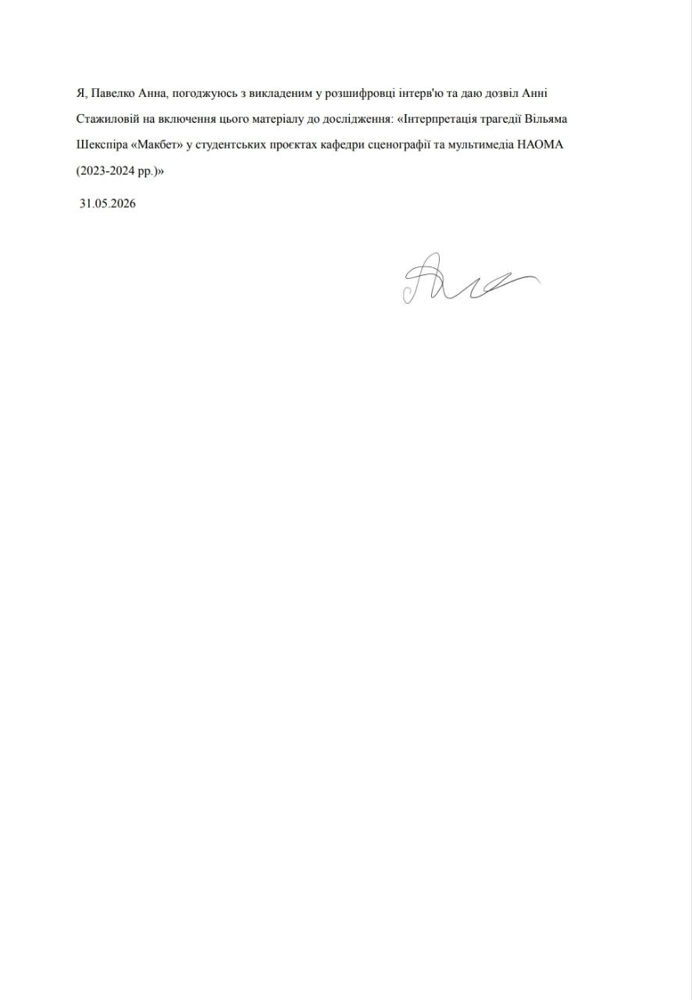 Я, Павелко Анна, погоджуюсь з викладеним у розшифровці інтерв'ю та даю дозвіл Анні
Стажиловій на включення цього матеріалу до дослідження: «Інтерпретація трагедії Вільяма
Шекспіра «Макбет» у студентських проєктах кафедри сценографії та мультимедіа НАОМА
(2023-2024 рр.)»
31.05.2026